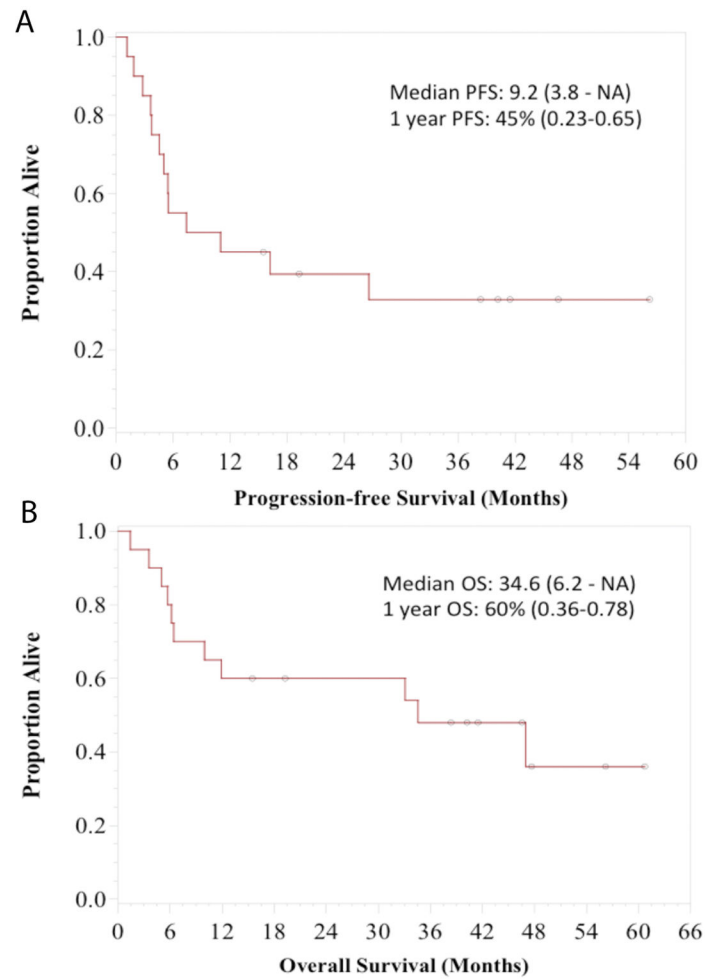 A
1.0
0.8
0.6
0.4
0.2
0.0
Proportion Alive
Median PFS: 9.2 (3.8 - NA)
1 year PFS: 45% (0.23-0.65)
0 6 12 18 24 30 36 42 48 54 60
Progression-free Survival (Months)
B
1.0
0.8
0.6
0.4
0.2
0.0
Proportion Alive
Median OS: 34.6 (6.2 - NA)
1 year OS: 60% (0.36-0.78)
0 6 12 18 24 30 36 42 48 54 60 66
Overall Survival (Months)